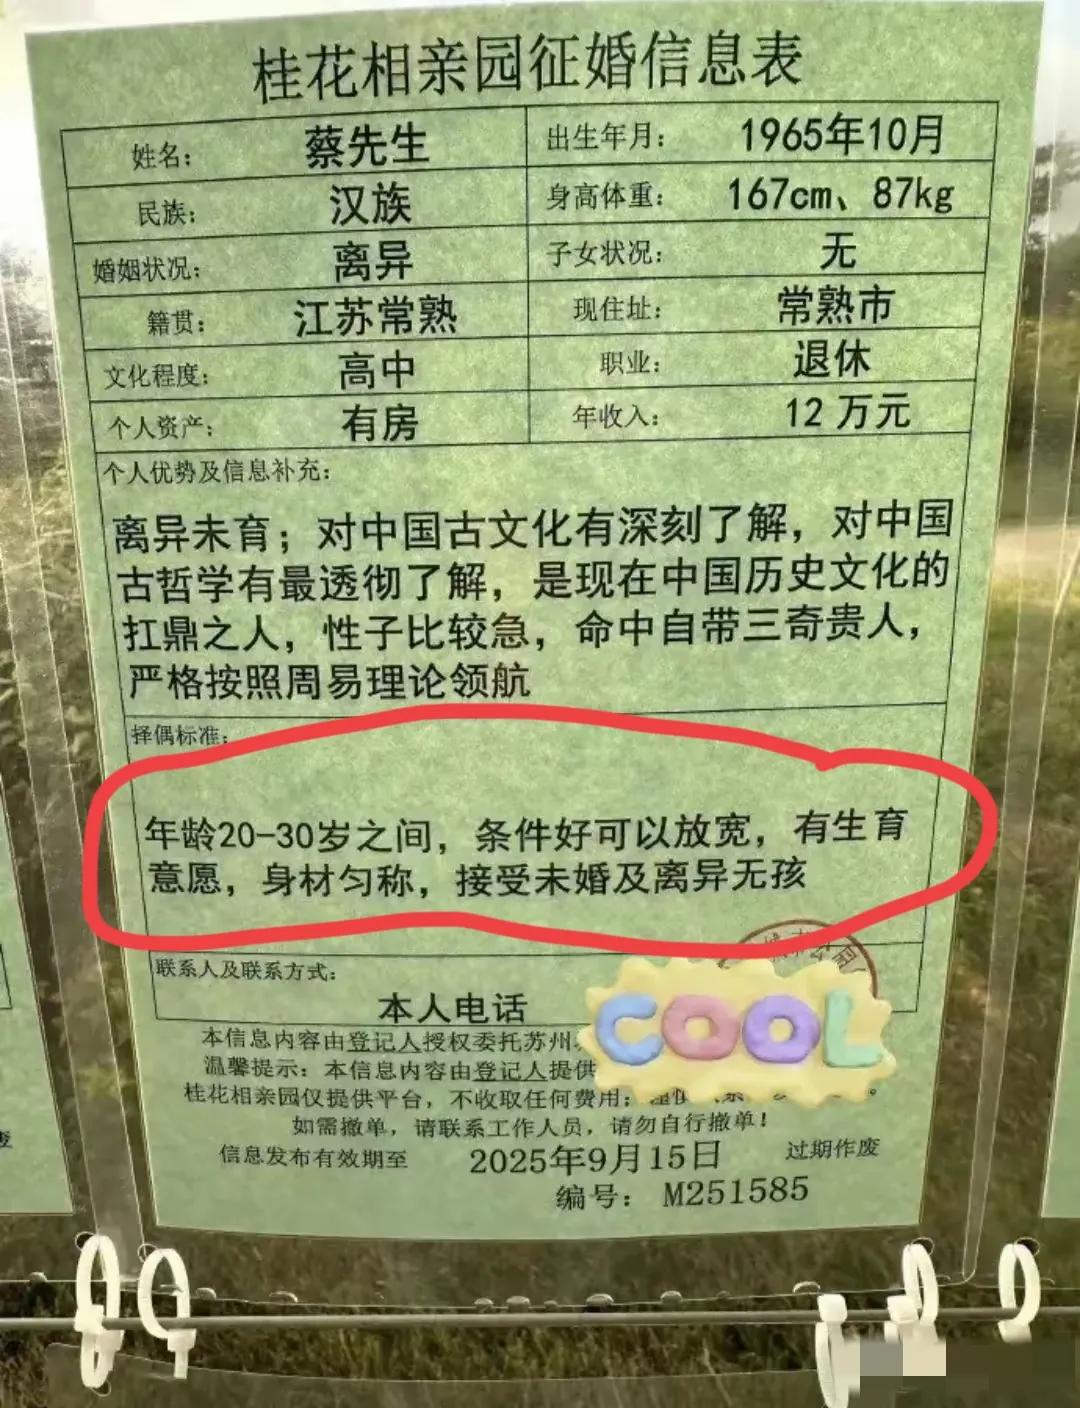 桂花相亲园征婚信息表
姓名： 蔡先生 出生年月： 1965年10月
民族： 汉族 身高体重： 167cm、87kg
婚姻状况： 离异 子女状况： 无
籍贯： 江苏常熟 现住址： 常熟市
文化程度： 高中 职业： 退休
个人资产： 有房 年收入： 12万元
个人优势及信息补充：
离异未育；对中国古文化有深刻了解，对中国
古哲学有最透彻了解，是现在中国历史文化的
扛鼎之人，性子比较急，命中自带三奇贵人，
严格按照周易理论领航
择偶标准：
年龄20-30岁之间，条件好可以放宽，有生育
意愿，身材匀称，接受未婚及离异无孩
联系人及联系方式：
本人电话
COOL
本信息内容由登记人授权委托苏州
温馨提示：本信息内容由登记人提供
桂花相亲园仅提供平台，不收取任何费用；
如需撤单，请联系工作人员，请勿自行撤单！
信息发布有效期至 2025年9月15日 过期作废
编号： M251585